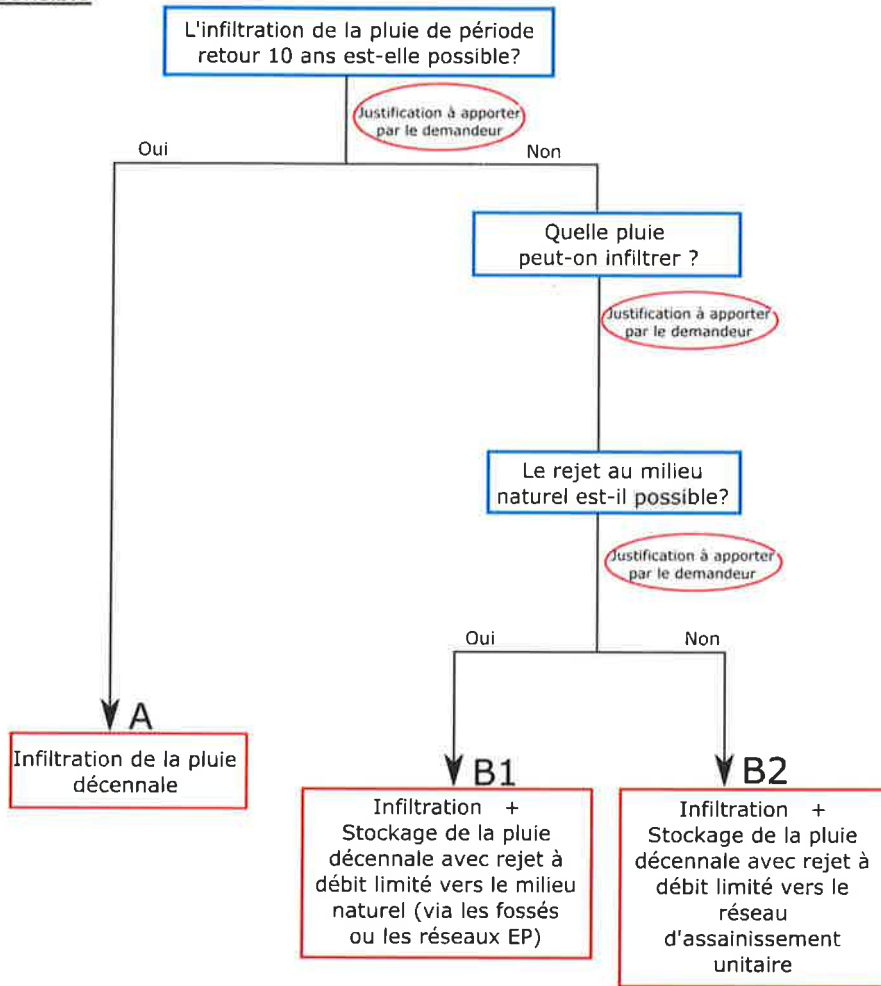 L'infiltration de la pluie de période
retour 10 ans est-elle possible?
Justification à apporter
par le demandeur
Oui
Non
Quelle pluie
peut-on infiltrer ?
Justification à apporter
par le demandeur
Le rejet au milieu
naturel est-il possible?
Justification à apporter
par le demandeur
Oui
Non
A
Infiltration de la pluie
décennale
B1
Infiltration +
Stockage de la pluie
décennale avec rejet à
débit limité vers le milieu
naturel (via les fossés
ou les réseaux EP)
B2
Infiltration +
Stockage de la pluie
décennale avec rejet à
débit limité vers le
réseau
d'assainissement
unitaire